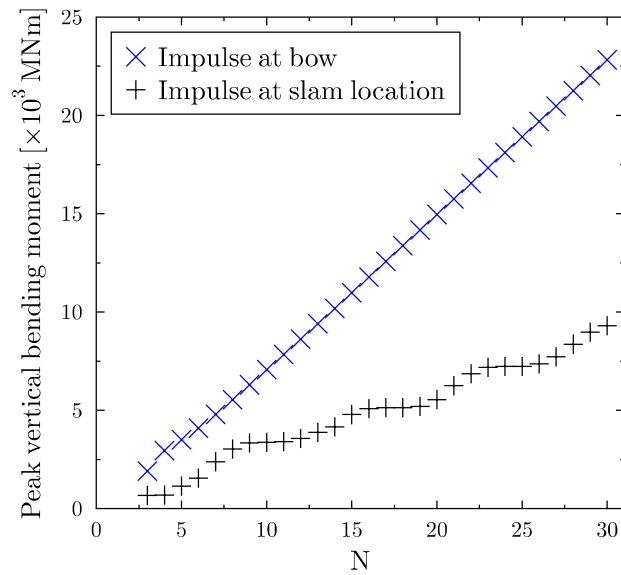 Peak vertical bending moment [×10³ MNm]
25
20
15
10
5
0
Impulse at bow
Impulse at slam location
0 5 10 15 20 25 30
N